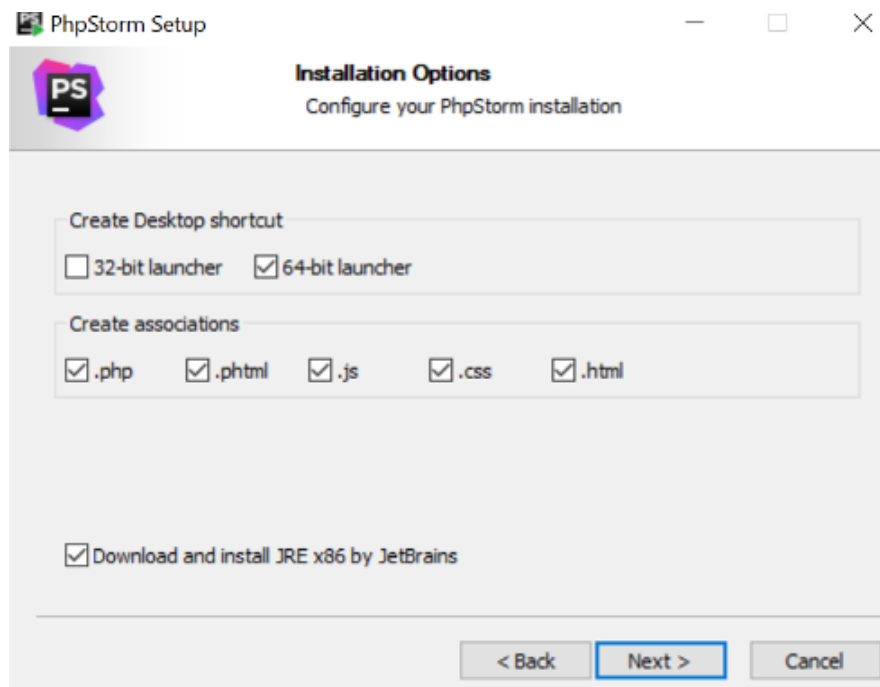 PhpStorm Setup
PS
Installation Options
Configure your PhpStorm installation
Create Desktop shortcut
32-bit launcher 64-bit launcher
Create associations
.php .phtml .js .css .html
Download and install JRE x86 by JetBrains
< Back Next > Cancel